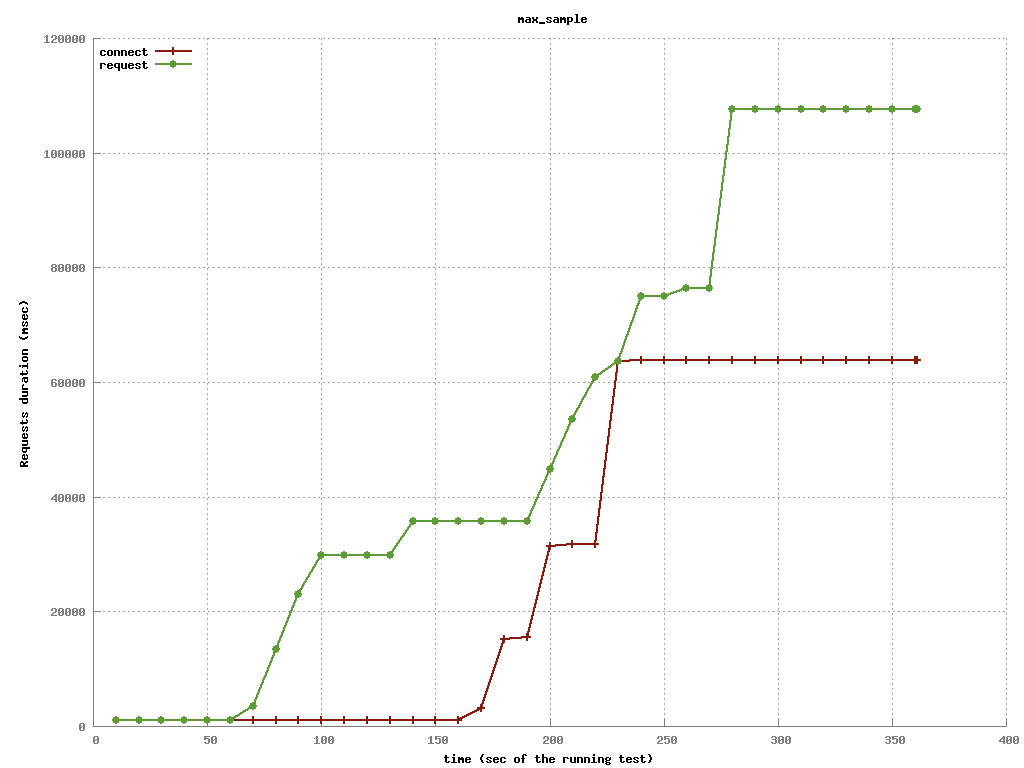 max_sample
connect
request
120000
100000
80000
60000
40000
20000
0
Requests duration (msec)
0 50 100 150 200 250 300 350 400
time (sec of the running test)